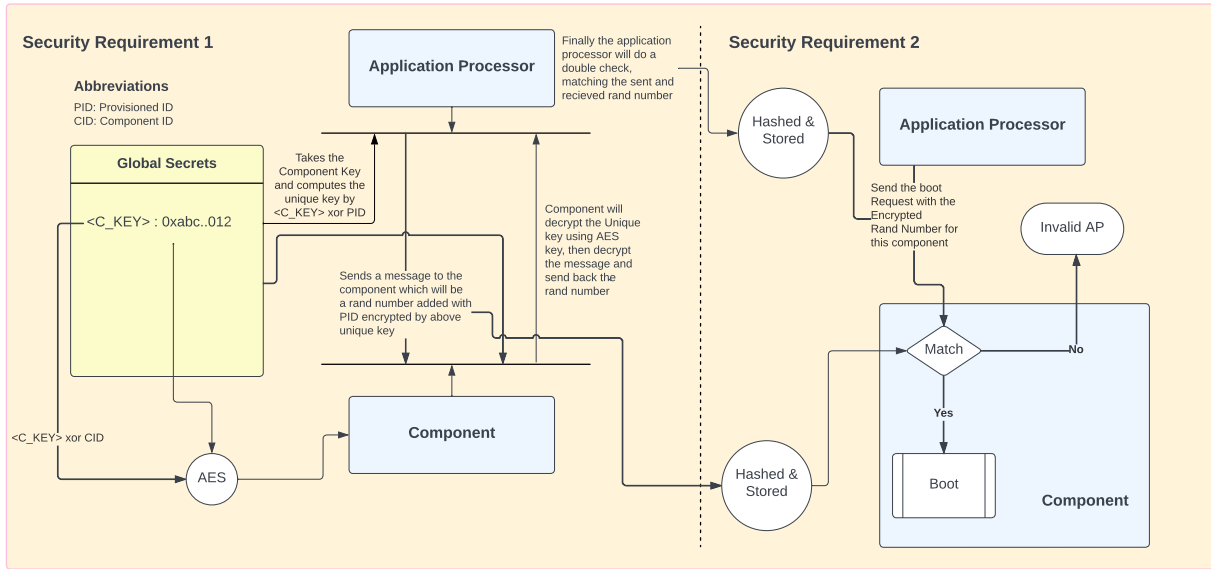 Security Requirement 1
Abbreviations
PID: Provisioned ID
CID: Component ID
Global Secrets
<C_KEY> : 0xabc..012
<C_KEY> xor CID
AES
Application Processor
Takes the
Component Key
and computes the
unique key by
<C_KEY> xor PID
Sends a message to the
component which will be
a rand number added with
PID encrypted by above
unique key
Component will
decrypt the Unique
key using AES
key, then decrypt
the message and
send back the
rand number
Component
Finally the application
processor will do a
double check,
matching the sent and
recieved rand number
Security Requirement 2
Hashed &
Stored
Application Processor
Send the boot
Request with the
Encrypted
Rand Number for
this component
Invalid AP
Match
No
Yes
Boot
Component
Hashed &
Stored